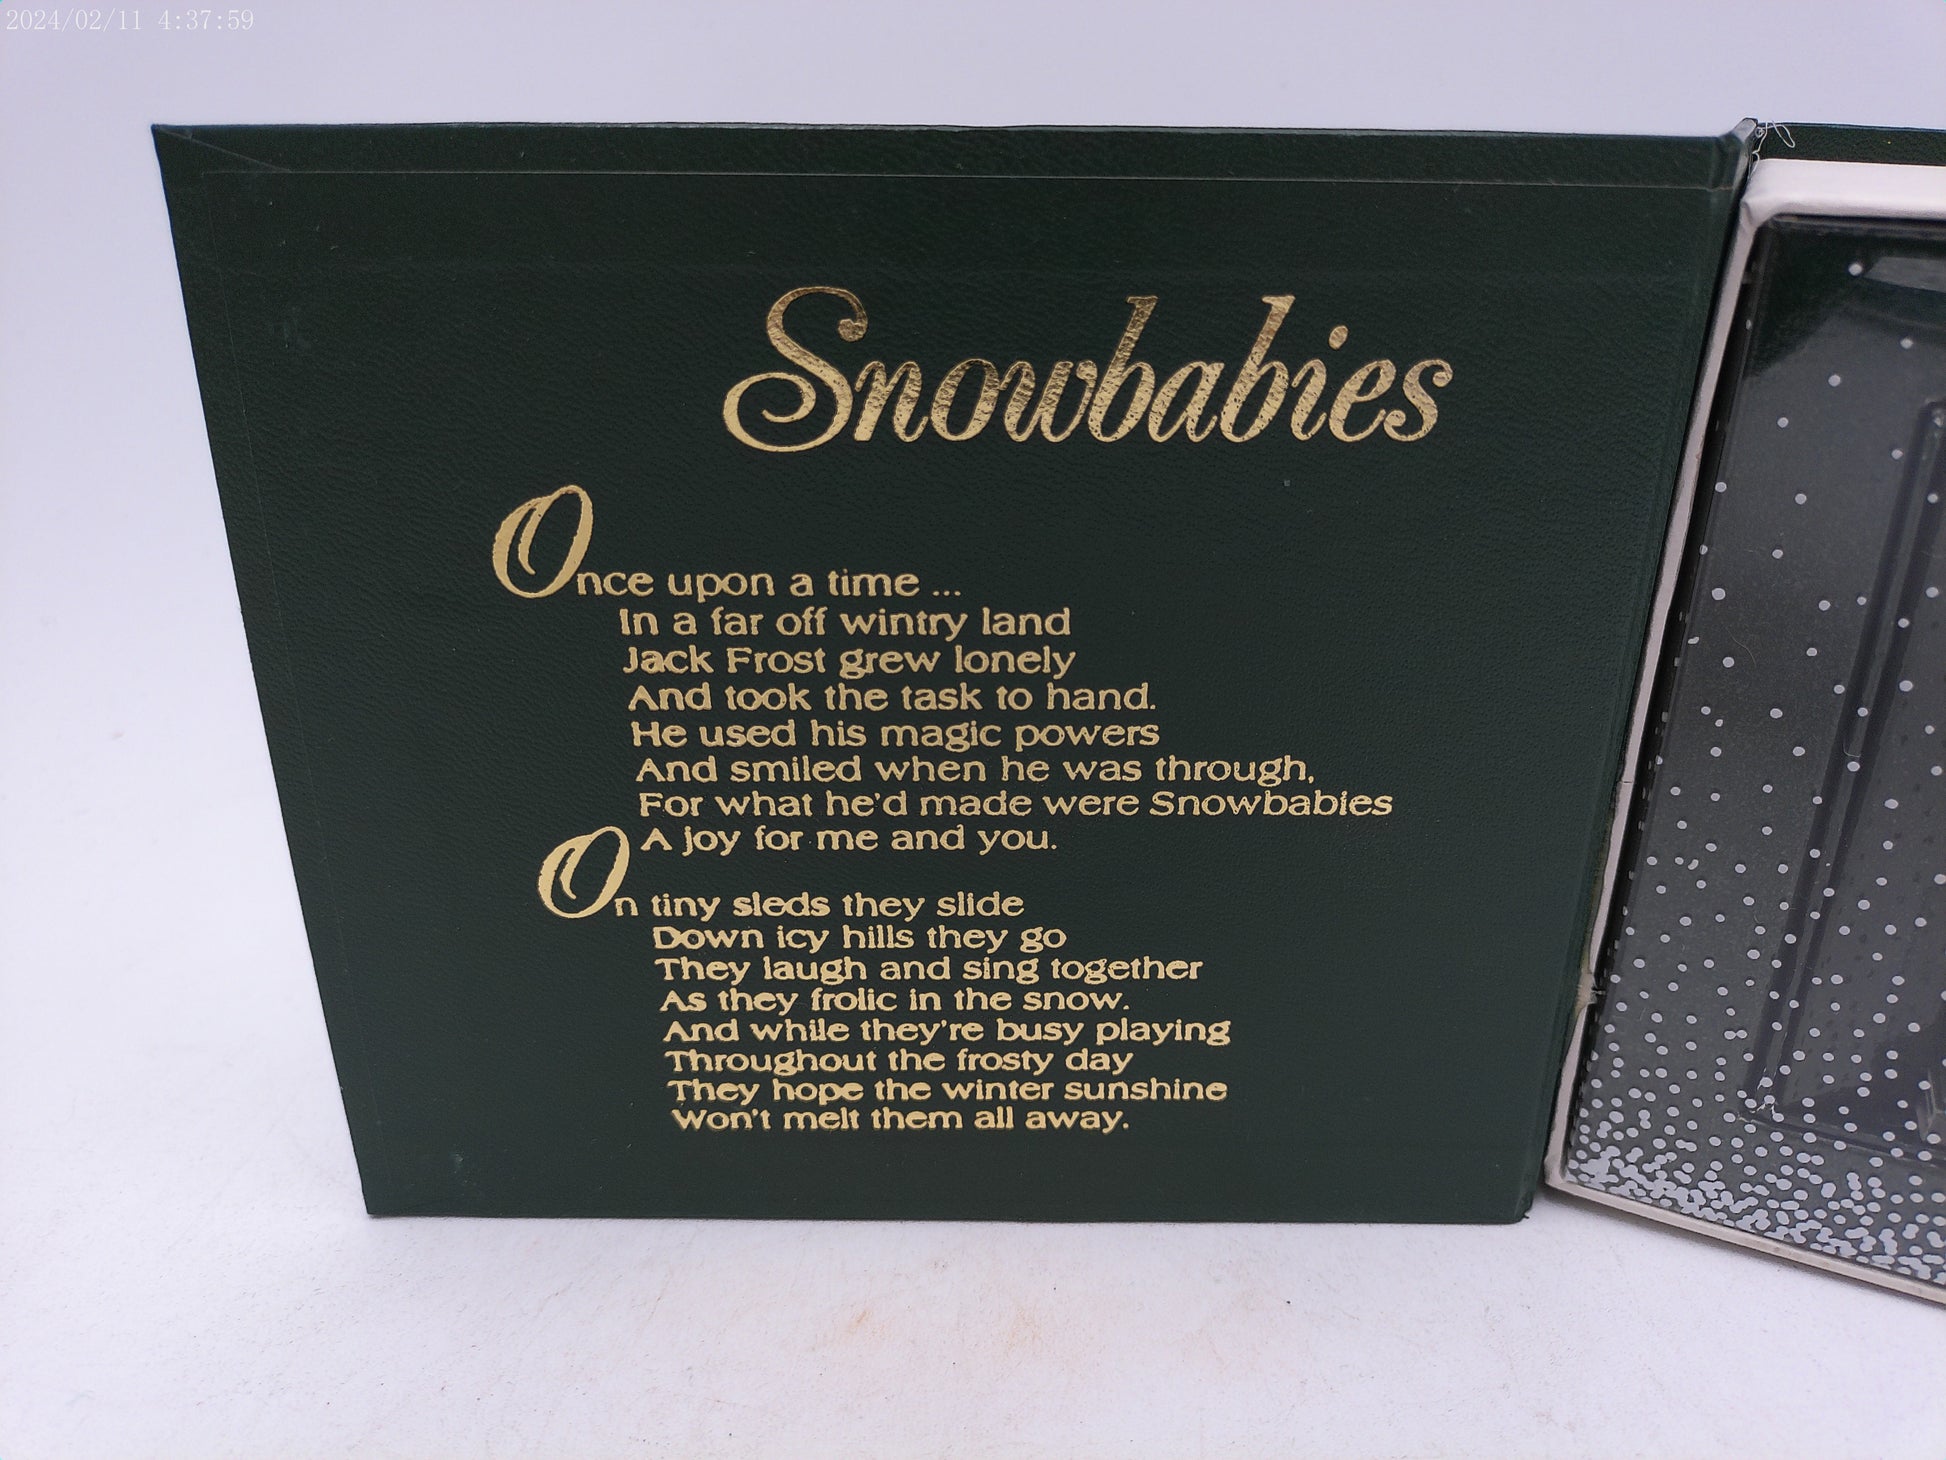 2024/02/11 4:37:59
Snowbabies
Once upon a time ...
In a far off wintry land
Jack Frost grew lonely
And took the task to hand.
He used his magic powers
And smiled when he was through,
For what he'd made were Snowbabies
A joy for me and you.
On tiny sleds they slide
Down icy hills they go
They laugh and sing together
As they frolic in the snow.
And while they're busy playing
Throughout the frosty day
They hope the winter sunshine
Won't melt them all away.